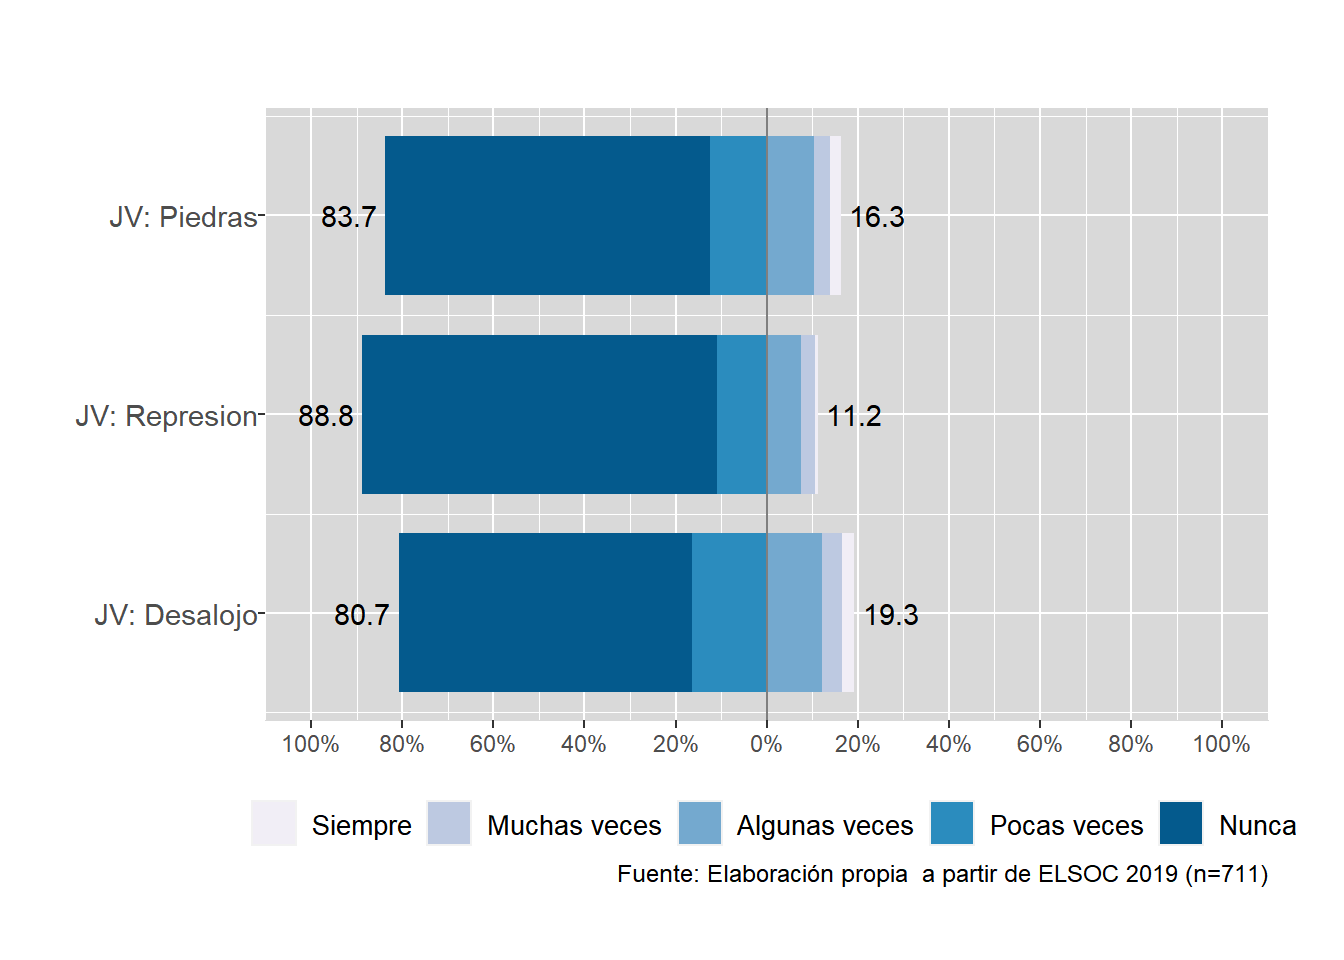 JV: Piedras
83.7
16.3
JV: Represion
88.8
11.2
JV: Desalojo
80.7
19.3
100% 80% 60% 40% 20% 0% 20% 40% 60% 80% 100%
Siempre Muchas veces Algunas veces Pocas veces Nunca
Fuente: Elaboración propia  a partir de ELSOC 2019 (n=711)